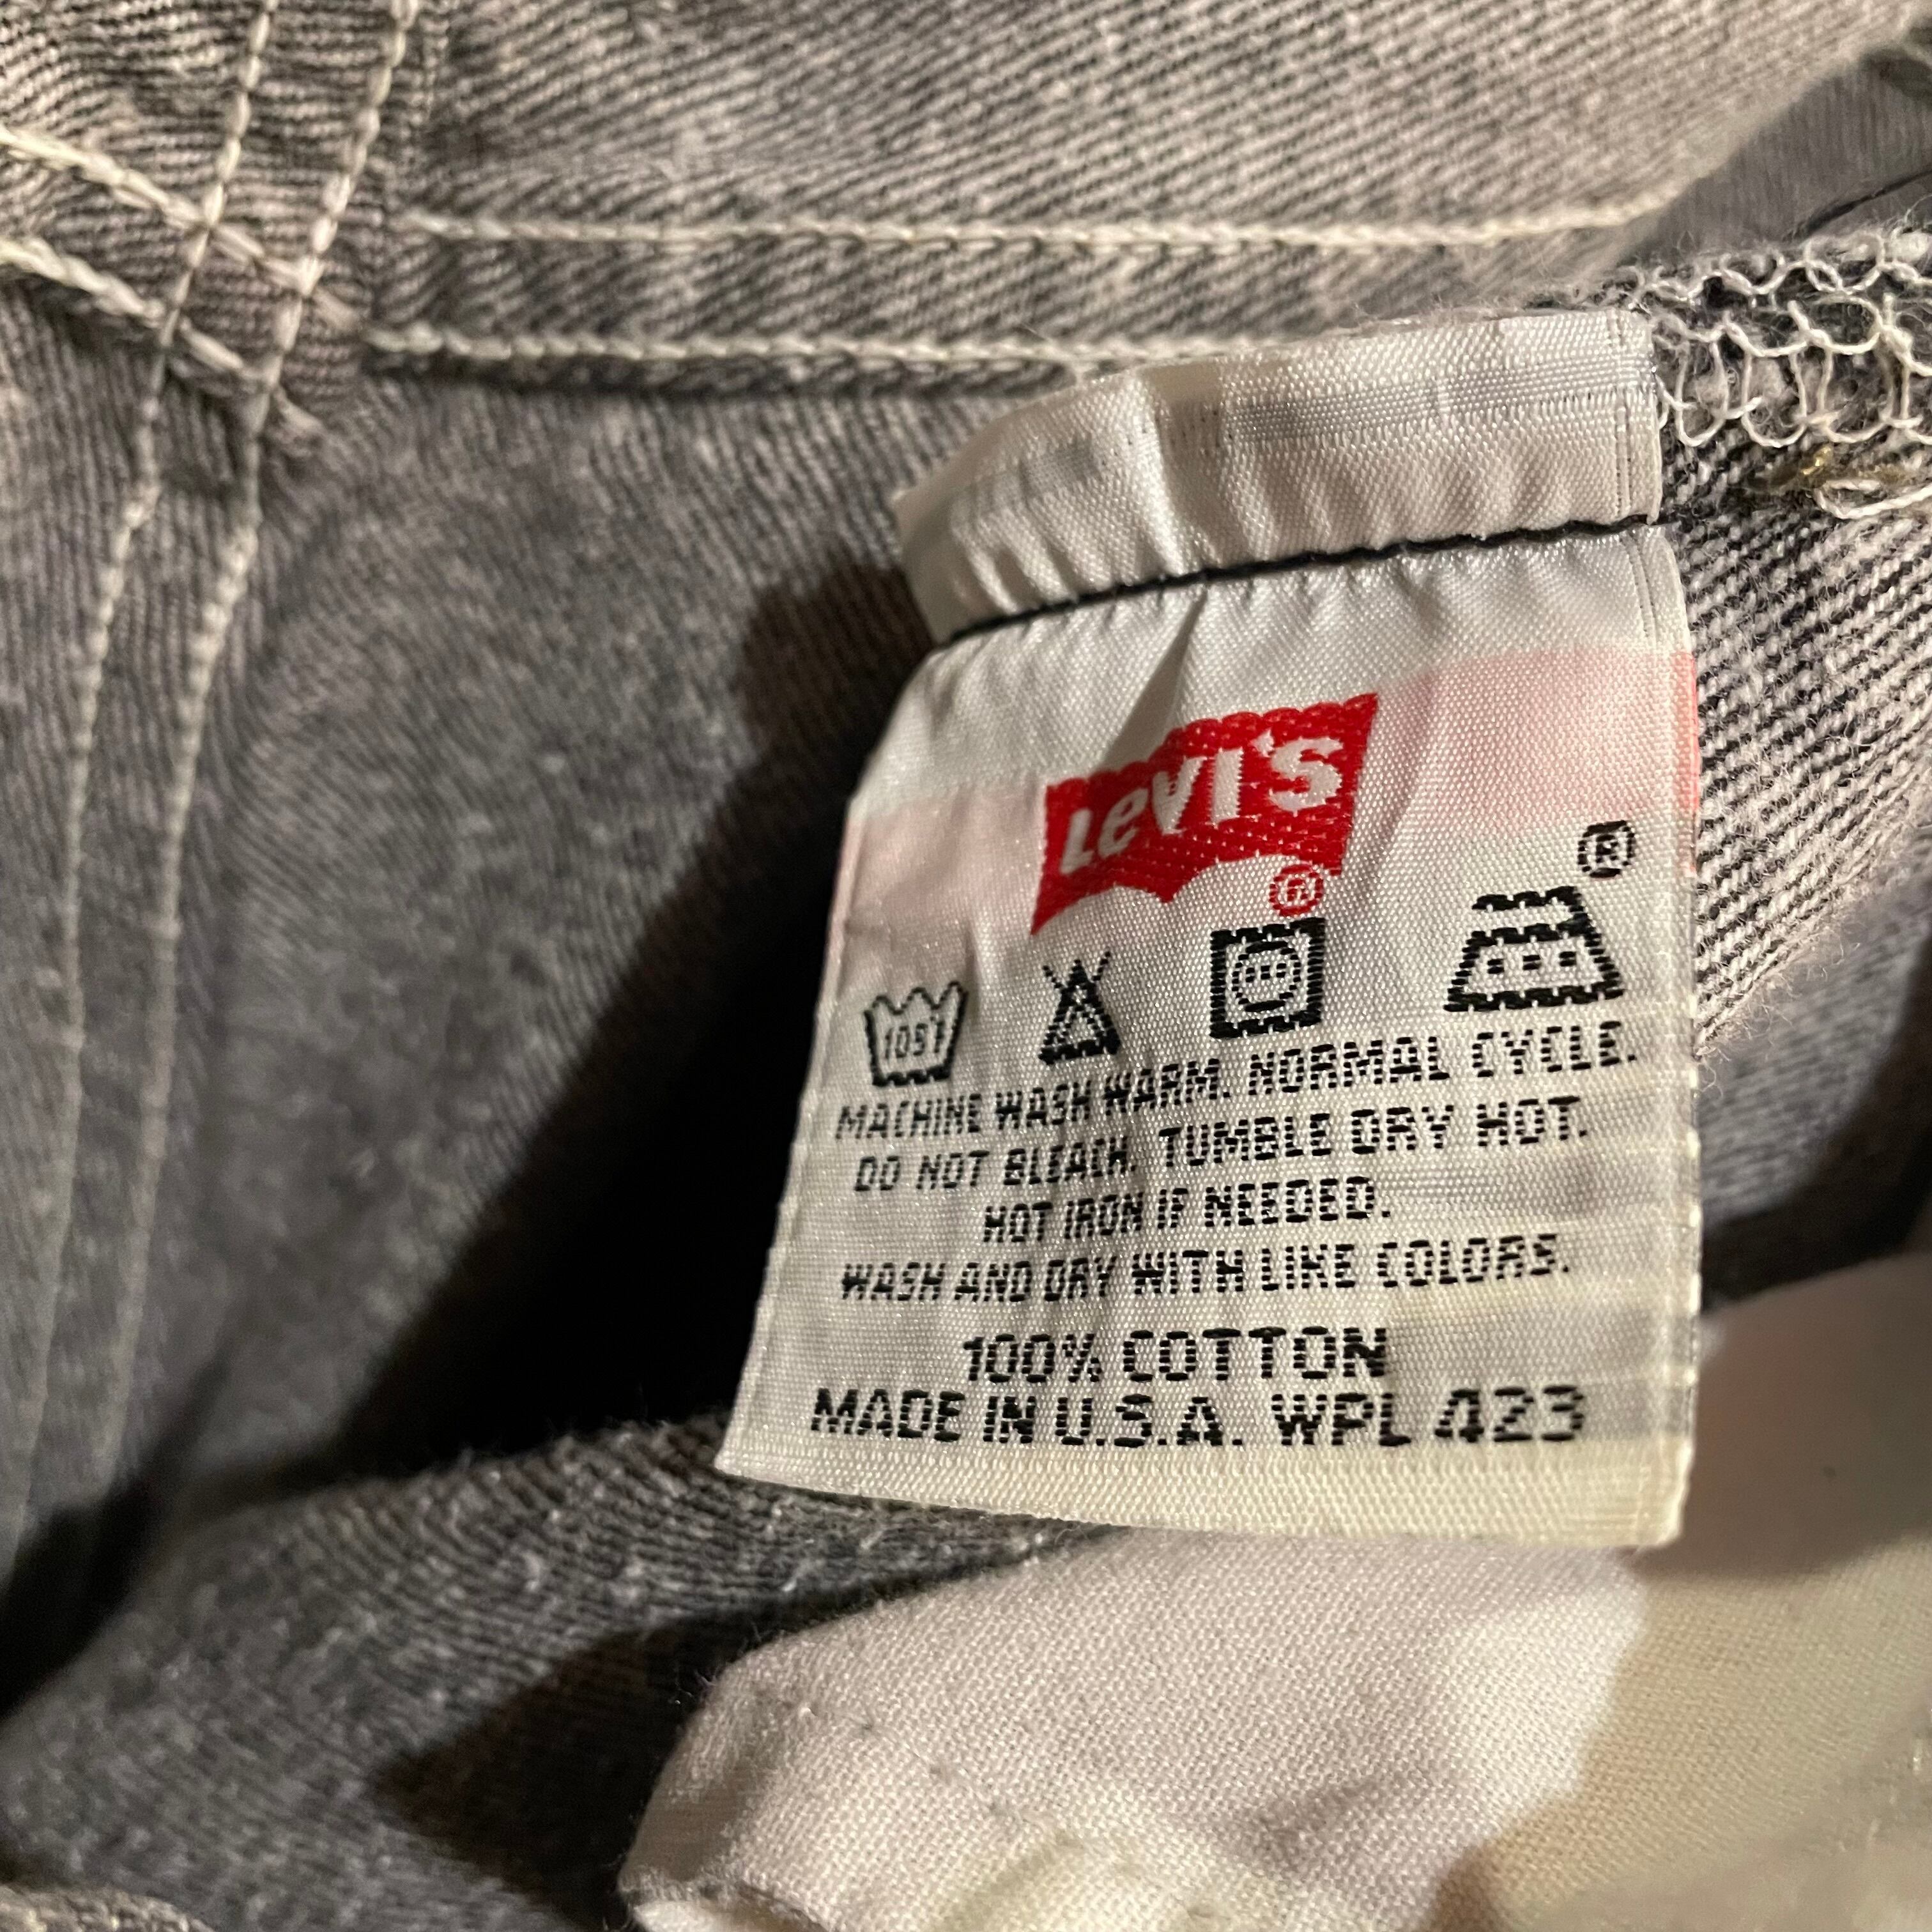 LEVI'S
®
®
105F
MACHINE WASH WARM. NORMAL CYCLE.
DO NOT BLEACH. TUMBLE DRY HOT.
HOT IRON IF NEEDED.
WASH AND DRY WITH LIKE COLORS.
100% COTTON
MADE IN U.S.A. WPL 423